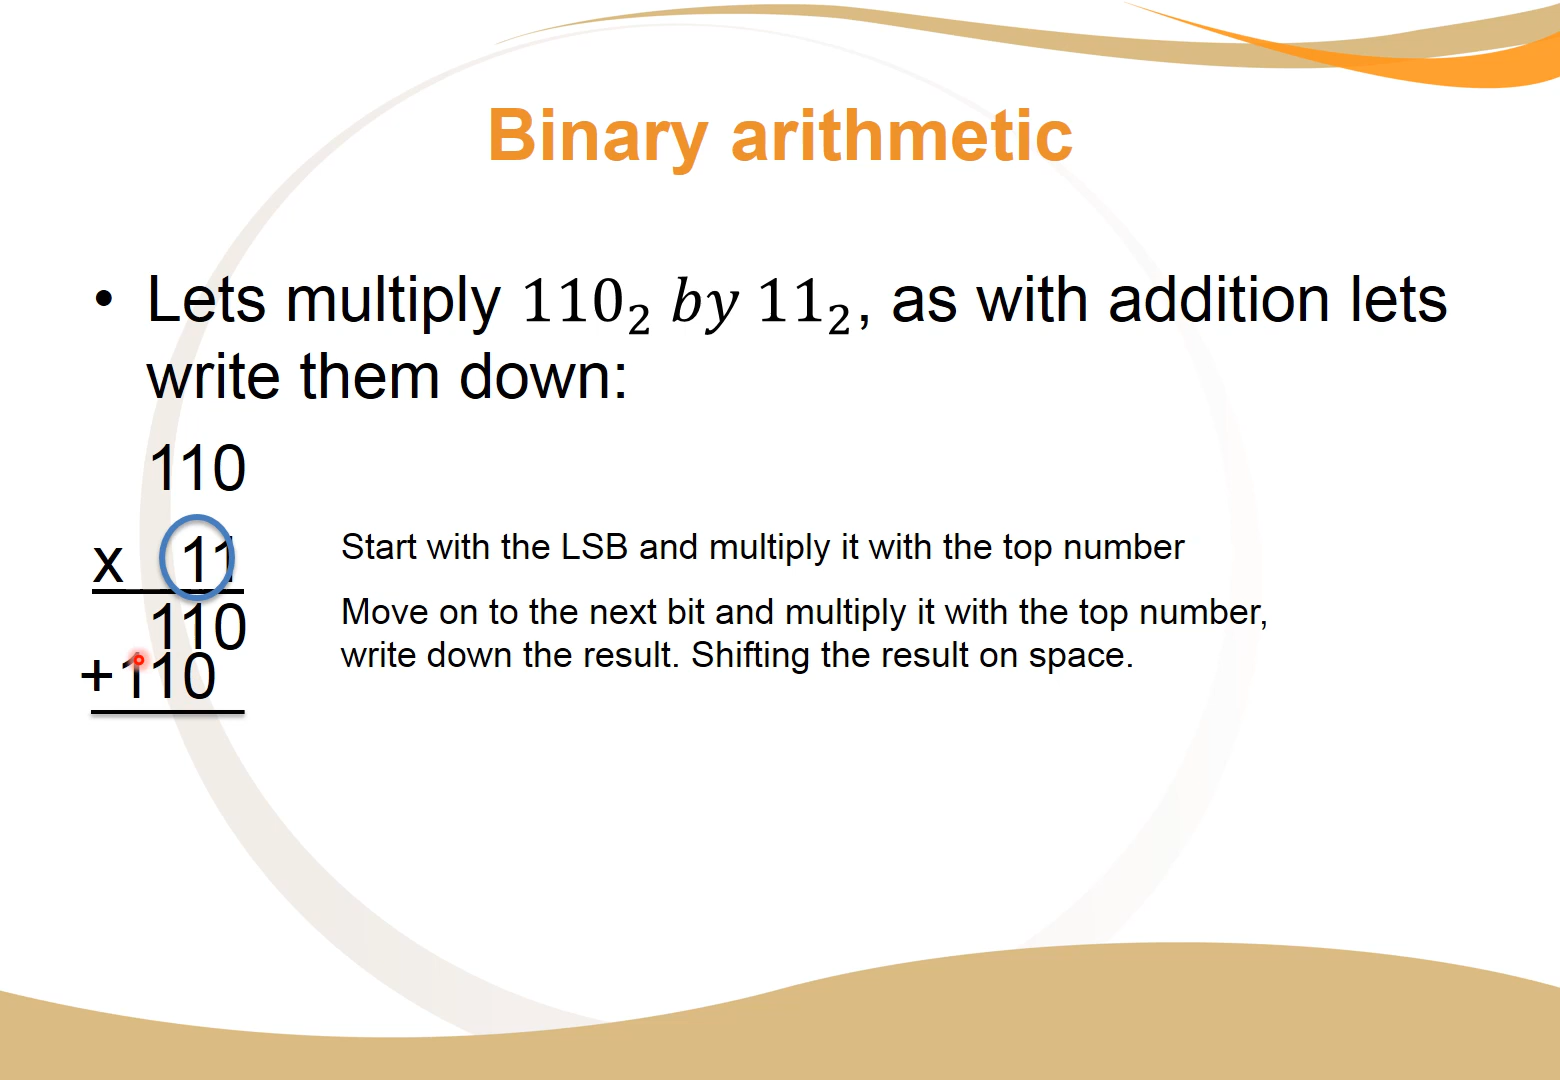 Binary arithmetic
• Lets multiply 110₂ by 11₂, as with addition lets
write them down:
110
x 11
110
+110
Start with the LSB and multiply it with the top number
Move on to the next bit and multiply it with the top number,
write down the result. Shifting the result on space.